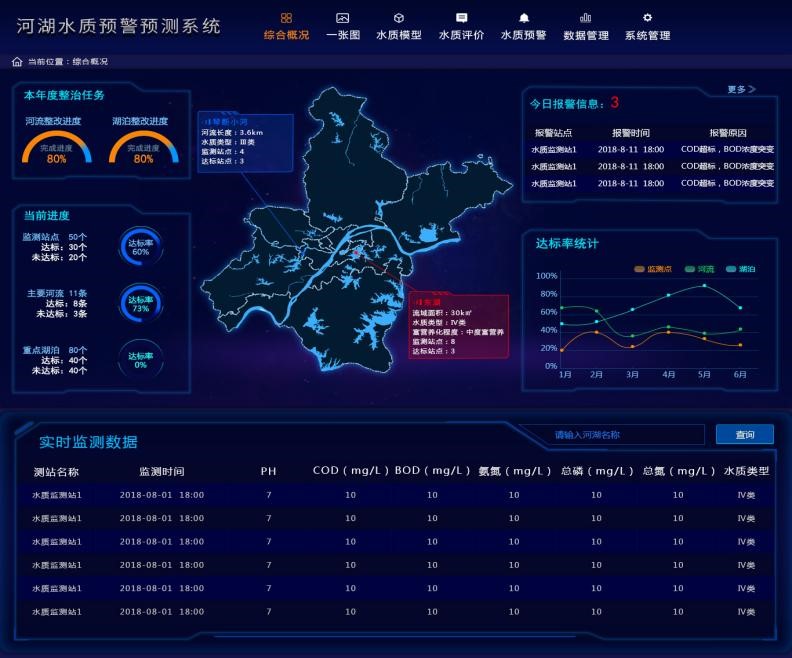 河湖水质预警预测系统
综合概况 一张图 水质模型 水质评价 水质预警 数据管理 系统管理
当前位置：综合概况
本年度整治任务
河流整改进度 湖泊整改进度
完成进度 完成进度
80% 80%
当前进度
监测站点 50个
达标：30个
未达标：20个
达标率
60%
主要河流 11条
达标：8条
未达标：3条
达标率
73%
重点湖泊 80个
达标：40个
未达标：40个
达标率
0%
河流长度：3.6km
水质类型：Ⅲ类
监测站点：4
达标站点：3
东湖
流域面积：30k㎡
水质类型：Ⅳ类
富营养化程度：中度富营养
监测站点：8
达标站点：3
更多
今日报警信息：3
报警站点 报警时间 报警原因
水质监测站1 2018-8-11 18:00 COD超标，BOD浓度突变
水质监测站1 2018-8-11 18:00 COD超标，BOD浓度突变
水质监测站1 2018-8-11 18:00 COD超标，BOD浓度突变
达标率统计
监测点 河流 湖泊
100%
80%
60%
40%
20%
0%
1月 2月 3月 4月 5月 6月
实时监测数据
请输入河湖名称 查询
测站名称 监测时间 PH COD（mg/L） BOD（mg/L） 氨氮（mg/L） 总磷（mg/L） 总氮（mg/L） 水质类型
水质监测站1 2018-08-01 18:00 7 10 10 10 10 10 Ⅳ类
水质监测站1 2018-08-01 18:00 7 10 10 10 10 10 Ⅳ类
水质监测站1 2018-08-01 18:00 7 10 10 10 10 10 Ⅳ类
水质监测站1 2018-08-01 18:00 7 10 10 10 10 10 Ⅳ类
水质监测站1 2018-08-01 18:00 7 10 10 10 10 10 Ⅳ类
水质监测站1 2018-08-01 18:00 7 10 10 10 10 10 Ⅳ类